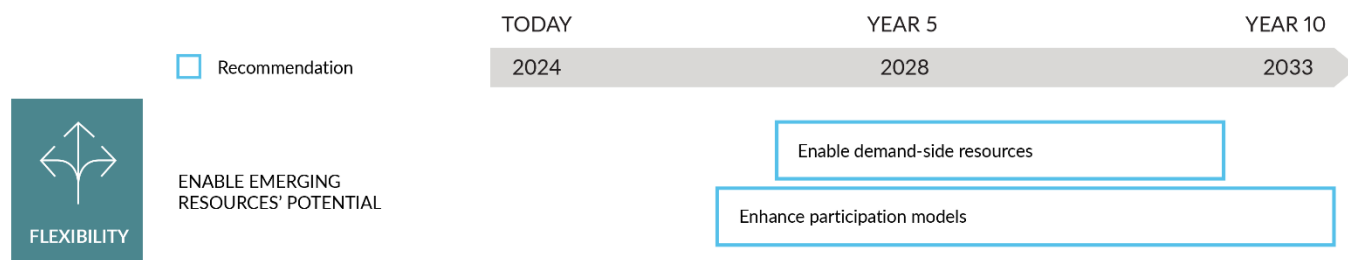 TODAY YEAR 5 YEAR 10
Recommendation
2024 2028 2033
Enable demand-side resources
ENABLE EMERGING
RESOURCES' POTENTIAL
Enhance participation models
FLEXIBILITY